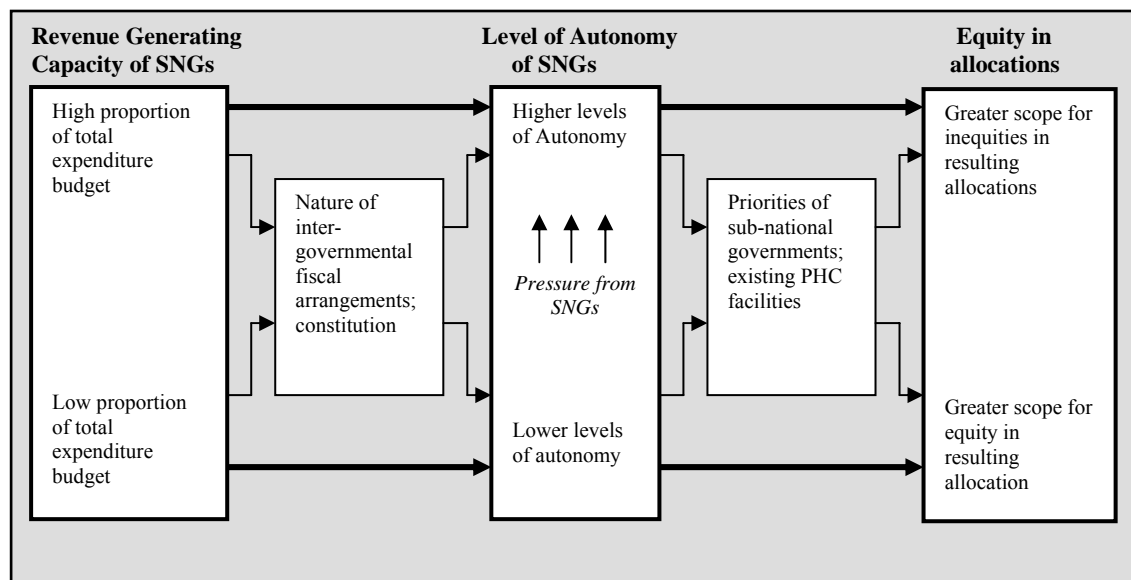 Revenue Generating
Capacity of SNGs
Level of Autonomy
of SNGs
Equity in
allocations
High proportion
of total
expenditure
budget
Low proportion
of total
expenditure
budget
Nature of
inter-
governmental
fiscal
arrangements;
constitution
Higher levels
of Autonomy
Pressure from
SNGs
Lower levels
of autonomy
Priorities of
sub-national
governments;
existing PHC
facilities
Greater scope for
inequities in
resulting
allocations
Greater scope for
equity in
resulting
allocation